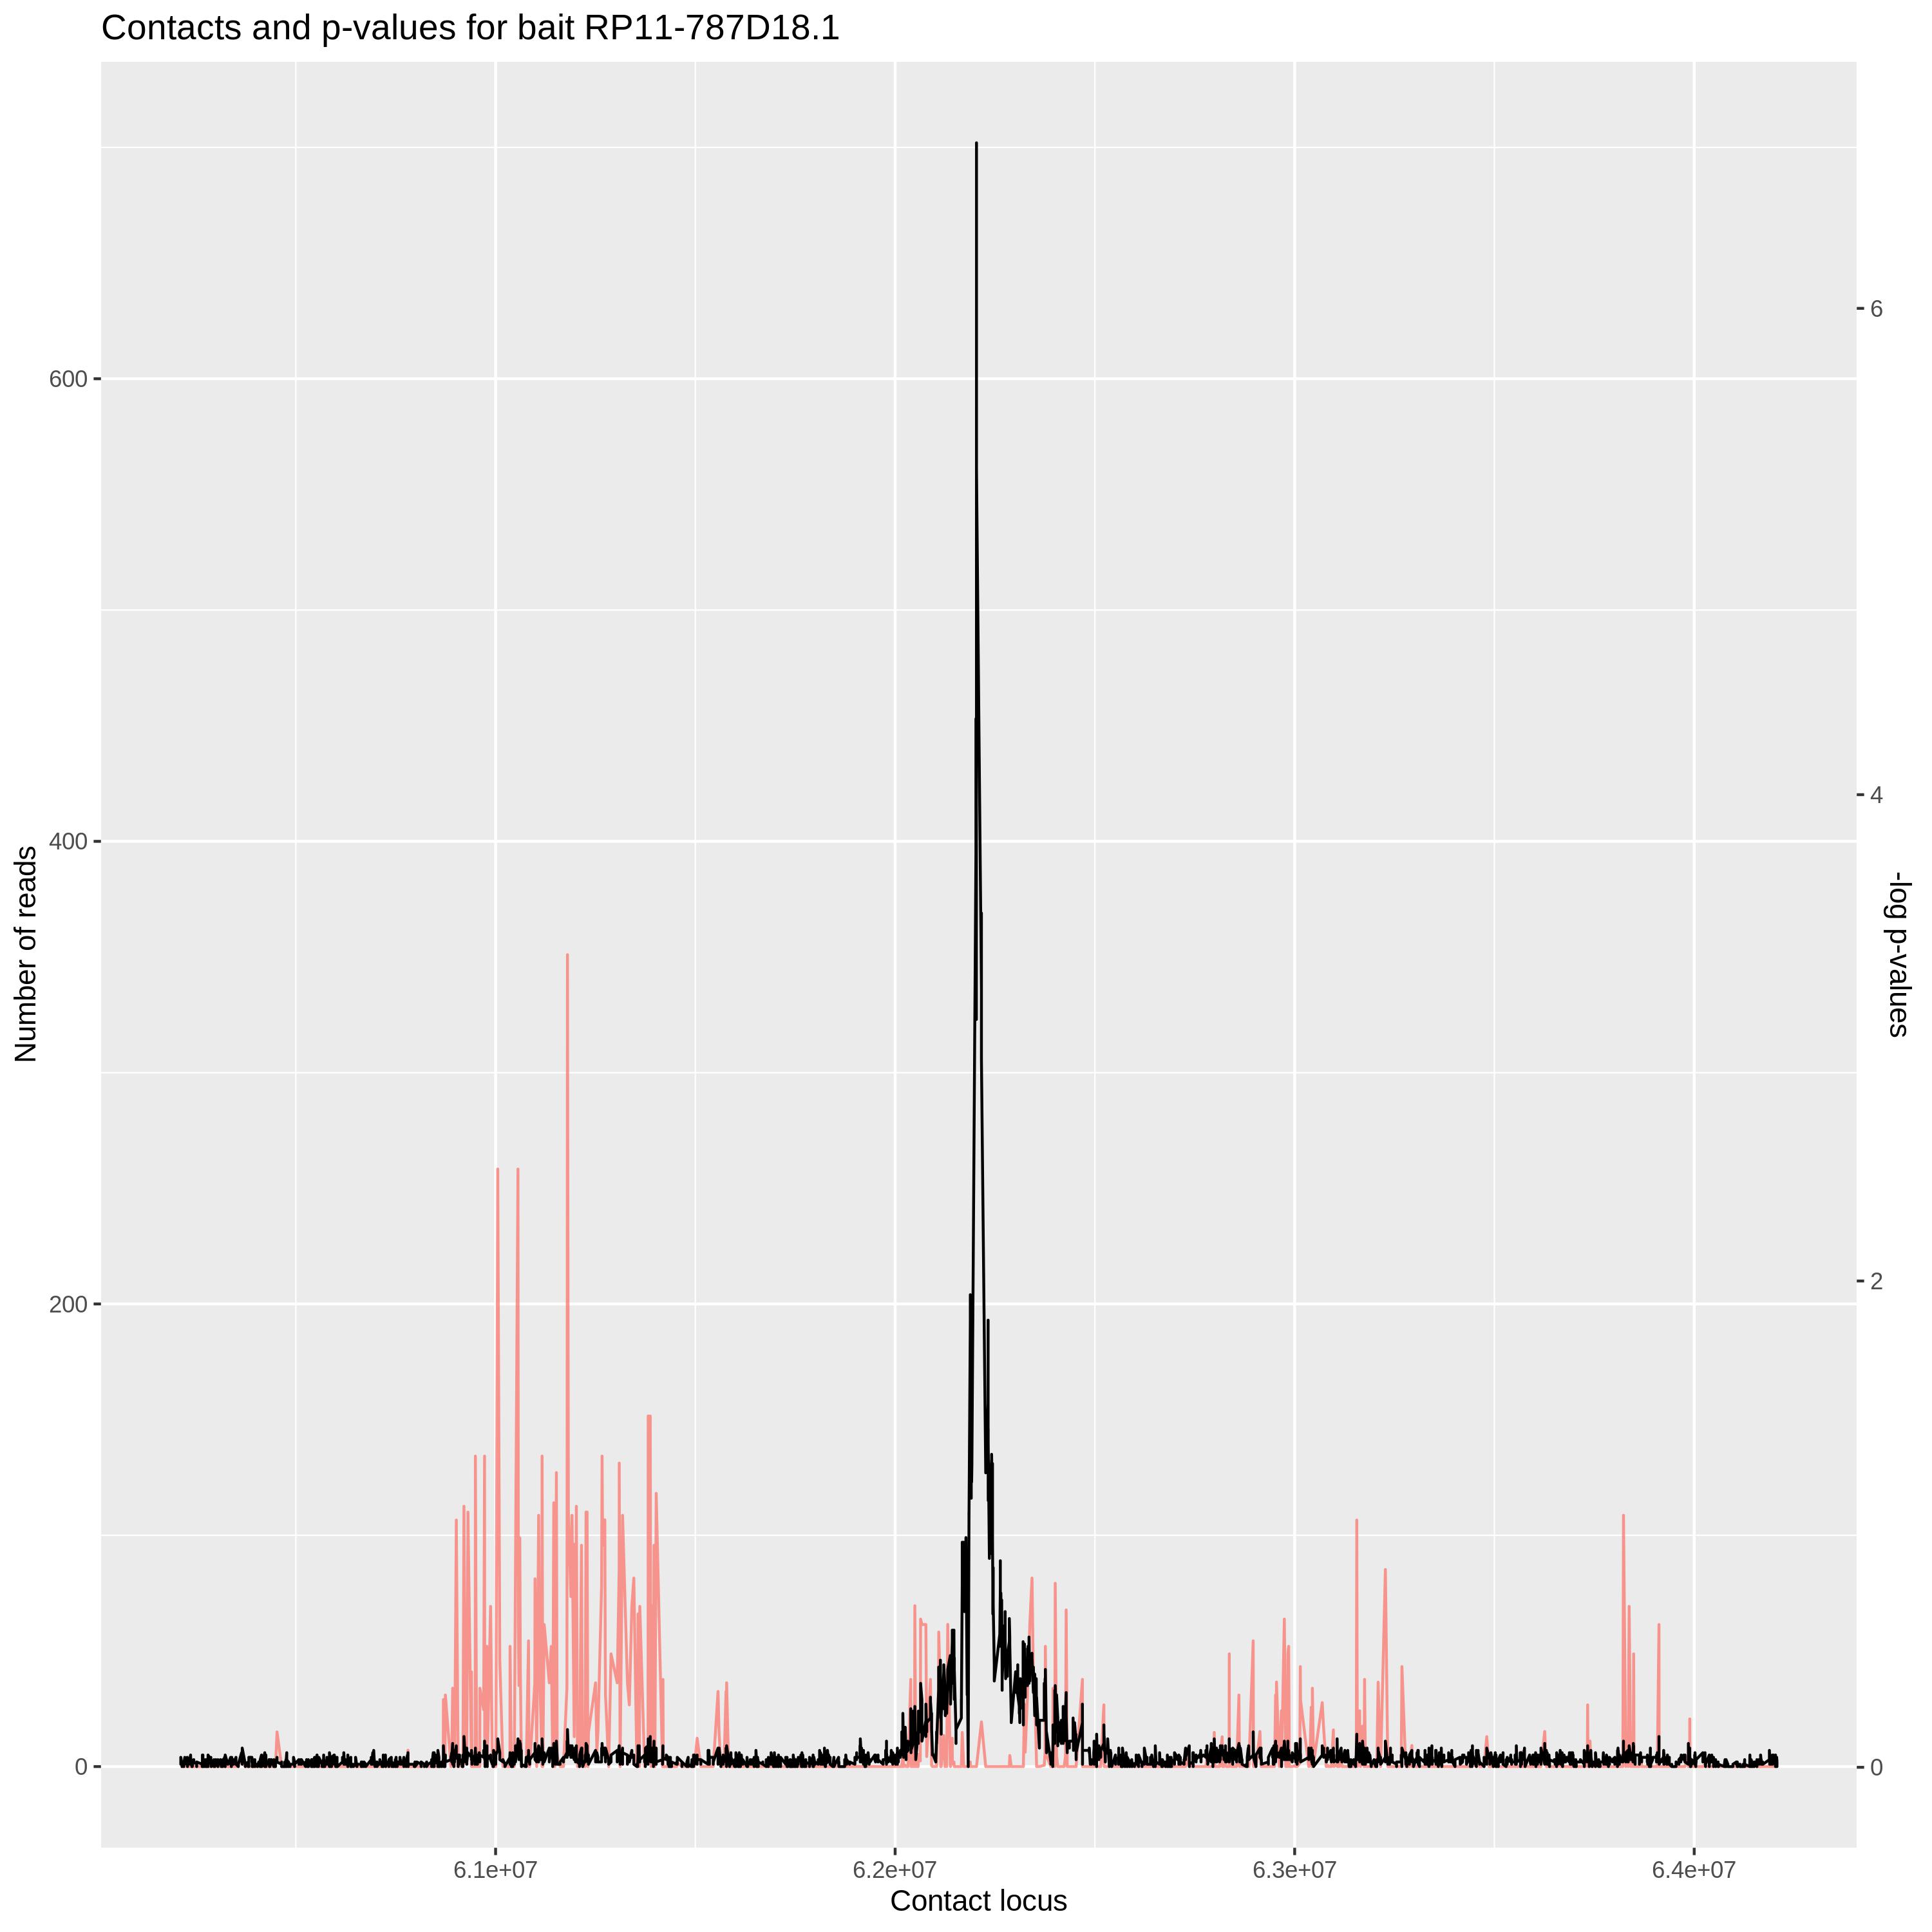 Contacts and p-values for bait RP11-787D18.1
6
600
4
400
Number of reads
-log p-values
2
200
0
0
6.1e+07
6.2e+07
6.3e+07
6.4e+07
Contact locus